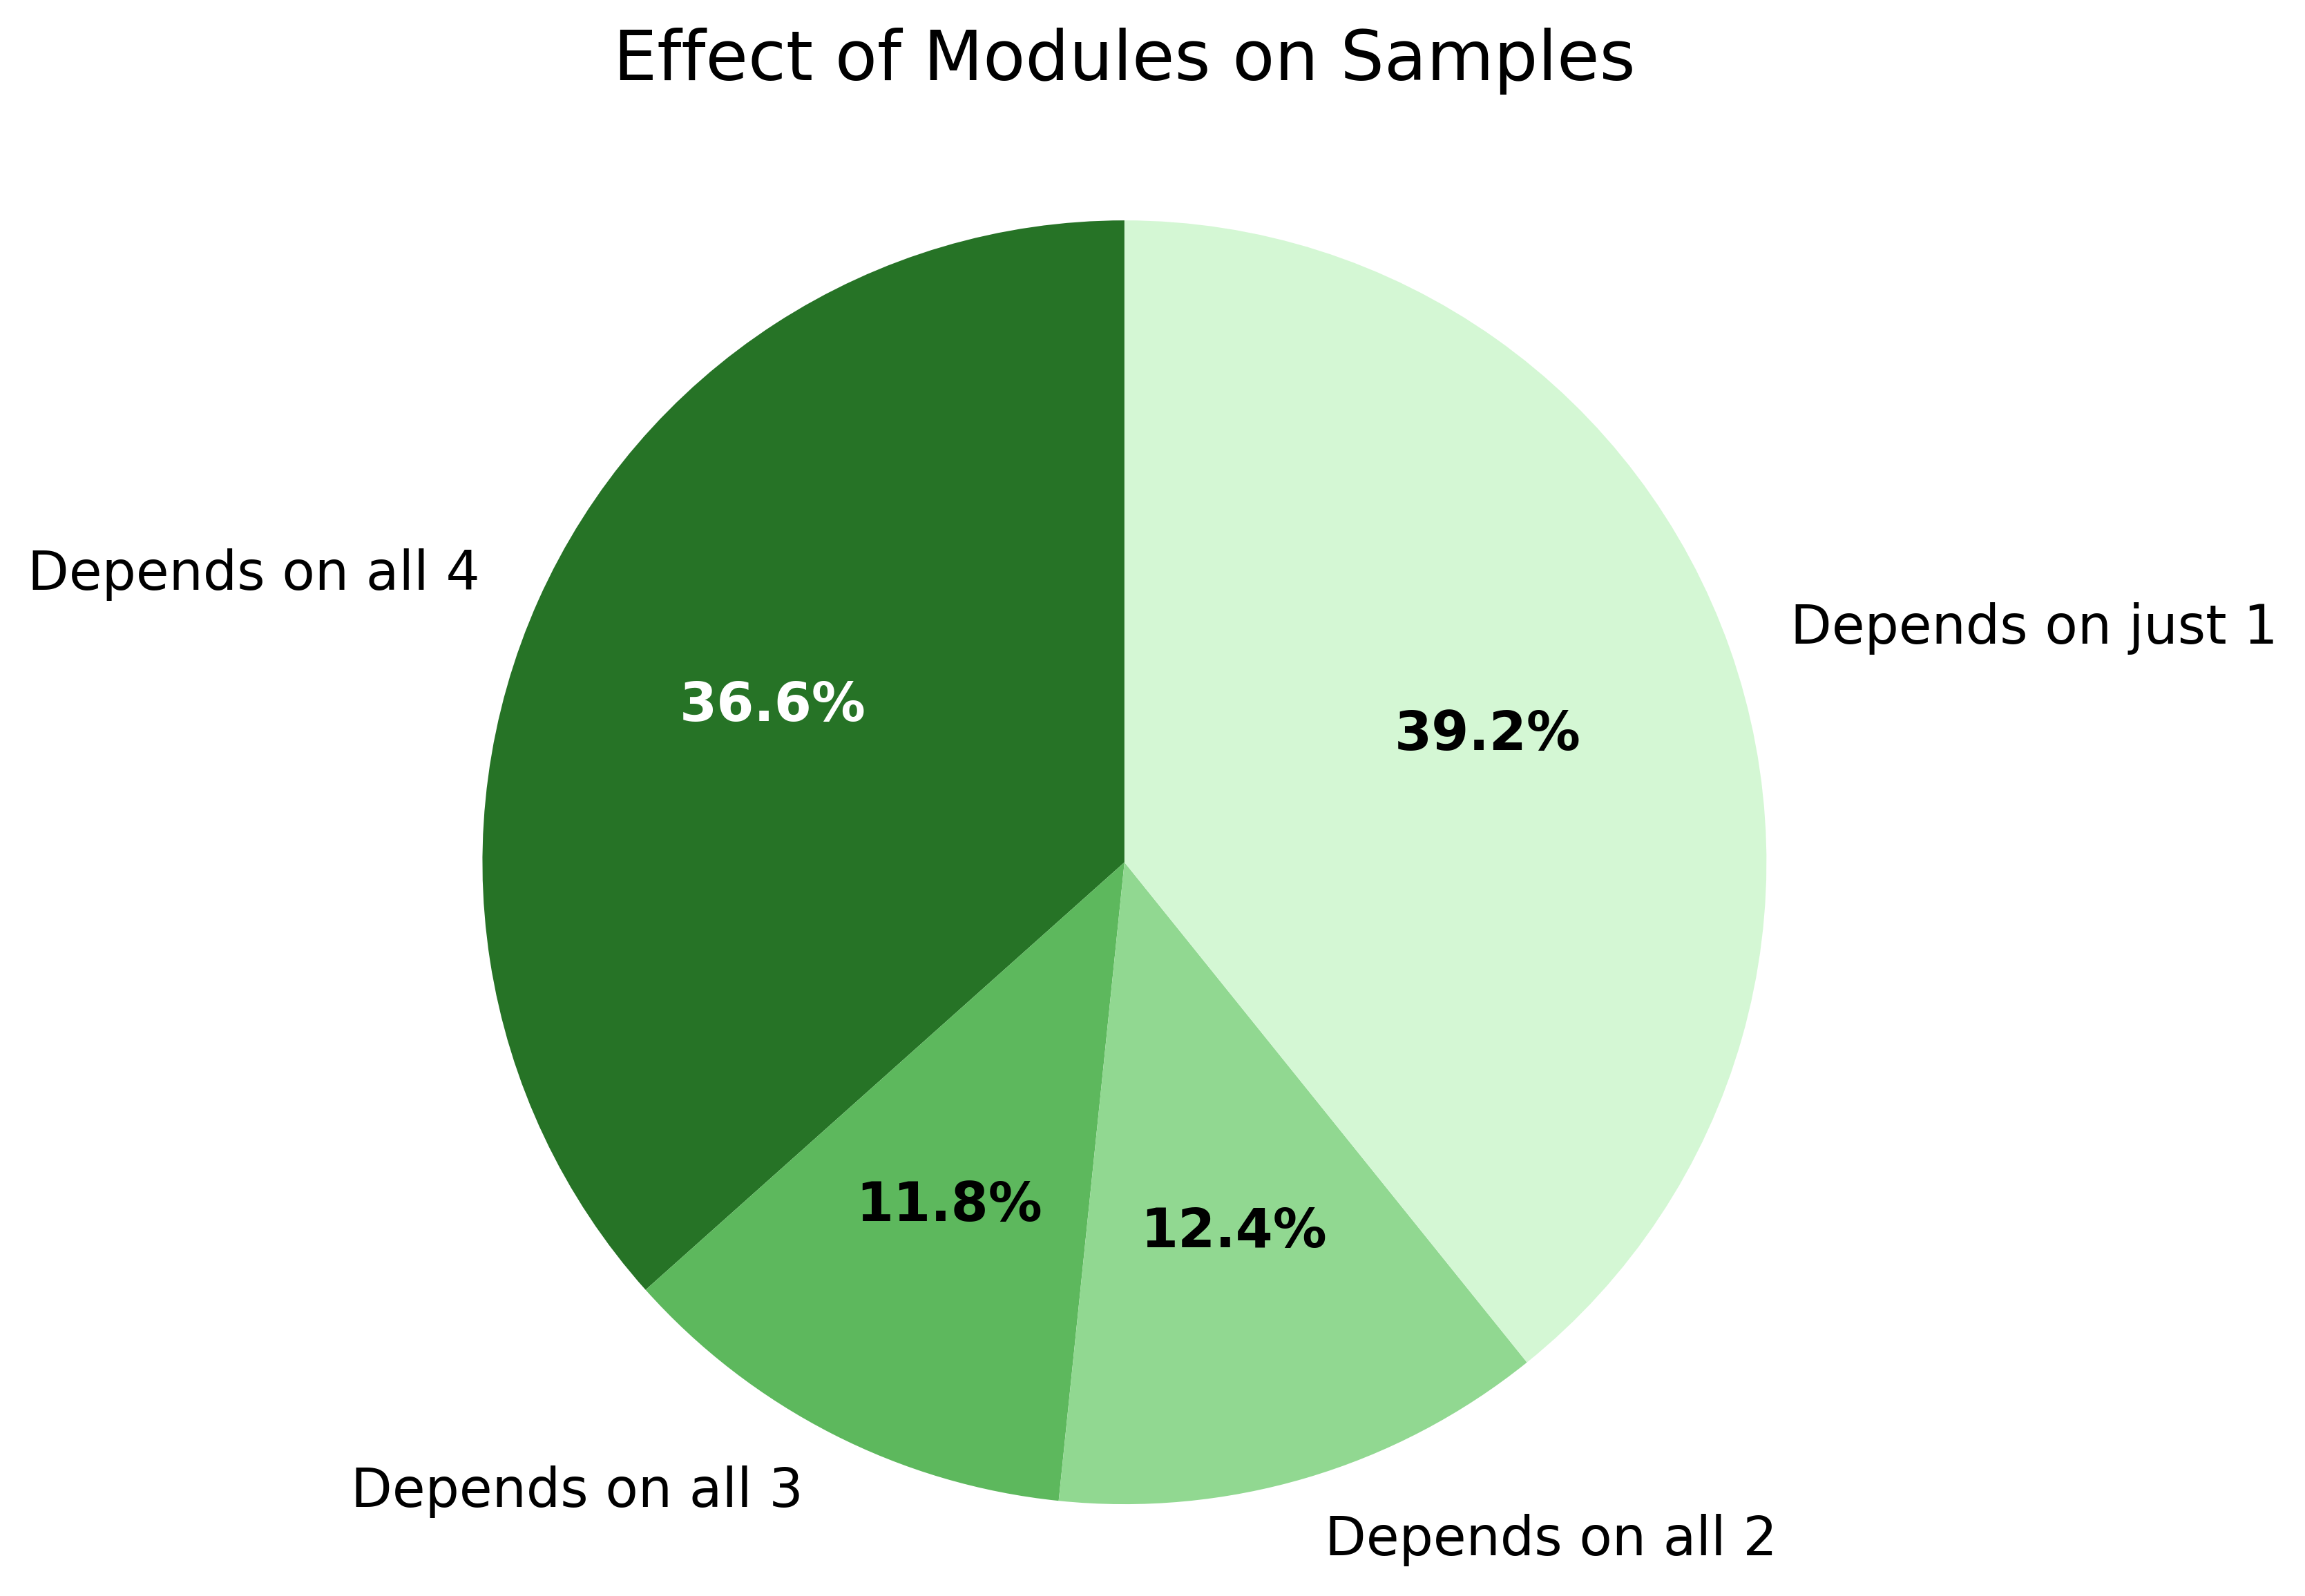 Effect of Modules on Samples
Depends on all 4
Depends on just 1
36.6%
39.2%
11.8%
12.4%
Depends on all 3
Depends on all 2